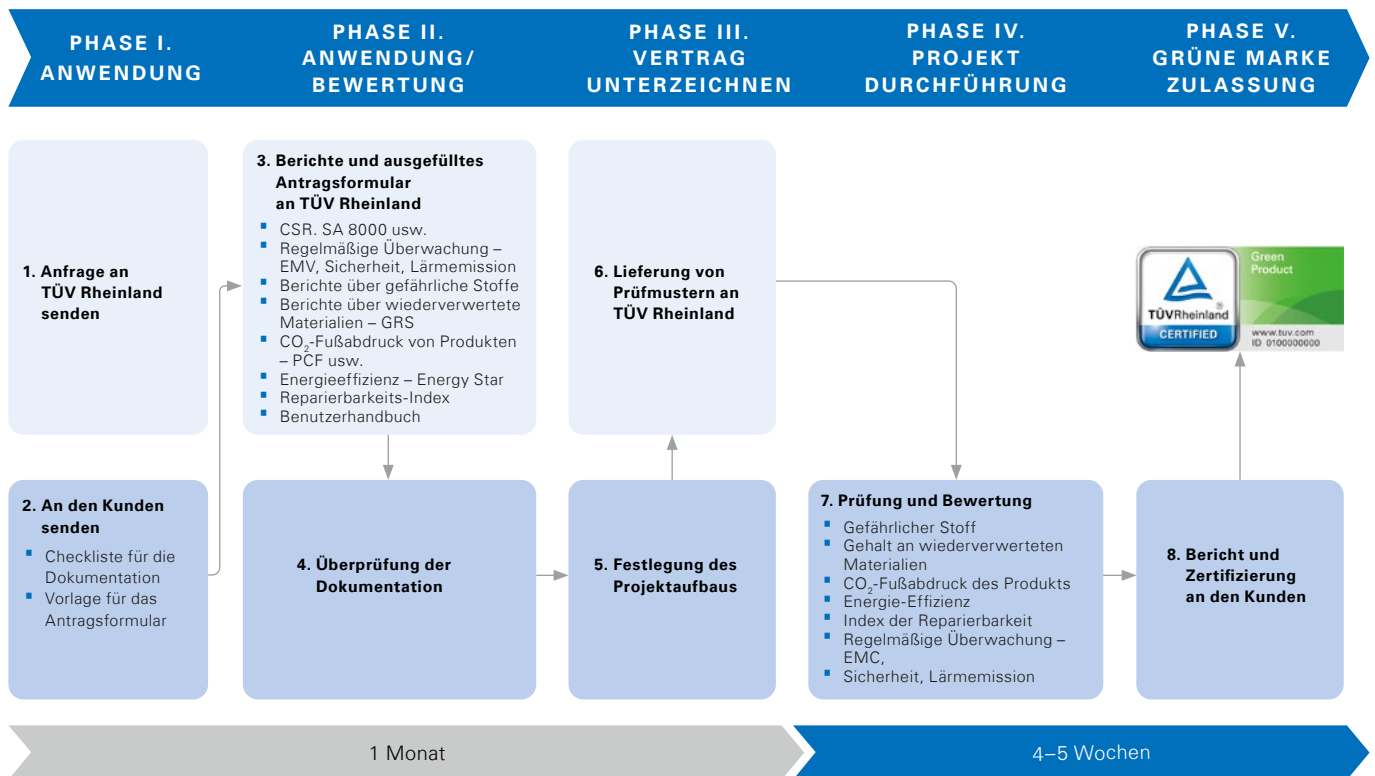 PHASE I.
ANWENDUNG
PHASE II.
ANWENDUNG/
BEWERTUNG
PHASE III.
VERTRAG
UNTERZEICHNEN
PHASE IV.
PROJEKT
DURCHFÜHRUNG
PHASE V.
GRÜNE MARKE
ZULASSUNG
1. Anfrage an
TÜV Rheinland
senden
2. An den Kunden
senden
▪ Checkliste für die
Dokumentation
▪ Vorlage für das
Antragsformular
3. Berichte und ausgefülltes
Antragsformular
an TÜV Rheinland
▪ CSR. SA 8000 usw.
▪ Regelmäßige Überwachung –
EMV, Sicherheit, Lärmemission
▪ Berichte über gefährliche Stoffe
▪ Berichte über wiederverwertete
Materialien – GRS
▪ CO₂-Fußabdruck von Produkten
– PCF usw.
▪ Energieeffizienz – Energy Star
▪ Reparierbarkeits-Index
▪ Benutzerhandbuch
4. Überprüfung der
Dokumentation
5. Festlegung des
Projektaufbaus
6. Lieferung von
Prüfmustern an
TÜV Rheinland
7. Prüfung und Bewertung
▪ Gefährlicher Stoff
▪ Gehalt an wiederverwerteten
Materialien
▪ CO₂-Fußabdruck des Produkts
▪ Energie-Effizienz
▪ Index der Reparierbarkeit
▪ Regelmäßige Überwachung –
EMC,
▪ Sicherheit, Lärmemission
8. Bericht und
Zertifizierung
an den Kunden
®
TÜVRheinland
CERTIFIED
Green
Product
www.tuv.com
ID 0100000000
1 Monat
4–5 Wochen